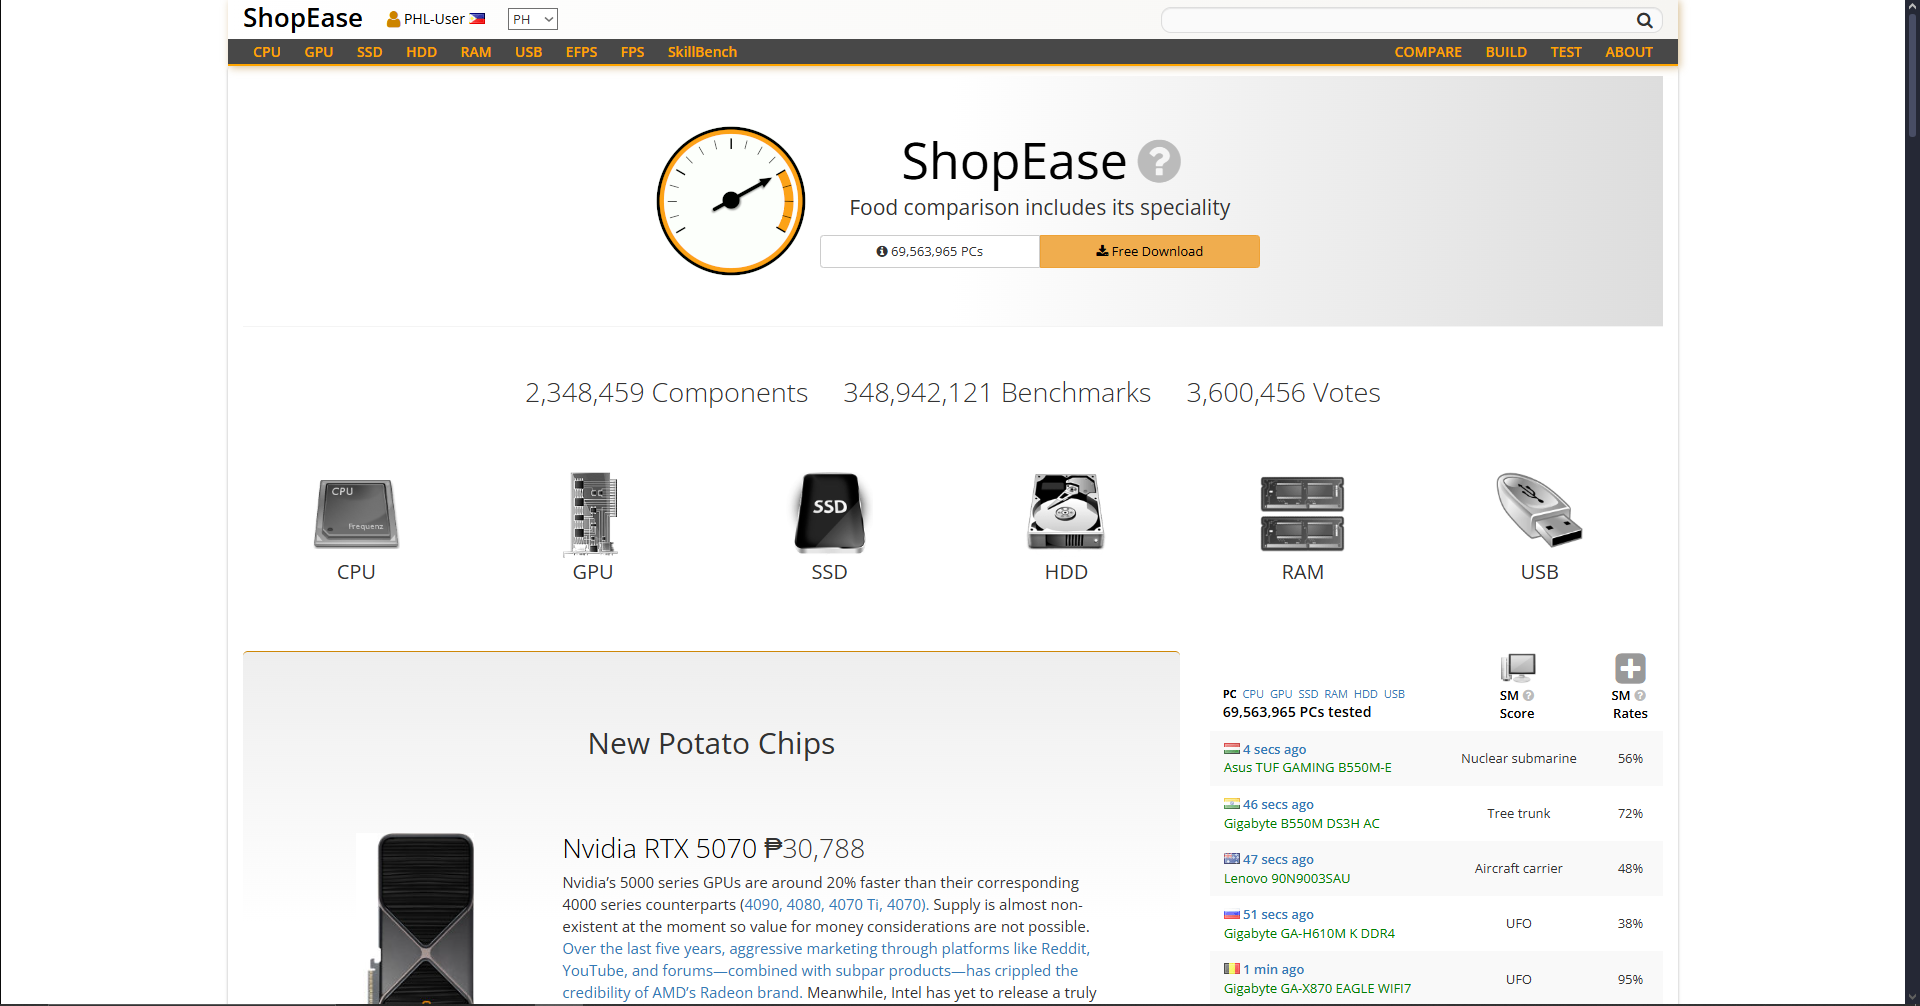 ShopEase PHL-User PH
CPU GPU SSD HDD RAM USB EFPS FPS SkillBench COMPARE BUILD TEST ABOUT
ShopEase ?
Food comparison includes its speciality
69,563,965 PCs Free Download
2,348,459 Components 348,942,121 Benchmarks 3,600,456 Votes
CPU
frequenz
CPU
GPU
SSD
SSD
HDD
RAM
USB
New Potato Chips
Nvidia RTX 5070 ₱30,788
Nvidia’s 5000 series GPUs are around 20% faster than their corresponding
4000 series counterparts (4090, 4080, 4070 Ti, 4070). Supply is almost non-
existent at the moment so value for money considerations are not possible.
Over the last five years, aggressive marketing through platforms like Reddit,
YouTube, and forums—combined with subpar products—has crippled the
credibility of AMD’s Radeon brand. Meanwhile, Intel has yet to release a truly
PC CPU GPU SSD RAM HDD USB
69,563,965 PCs tested
SM ?
Score
SM ?
Rates
4 secs ago
Asus TUF GAMING B550M-E
Nuclear submarine
56%
46 secs ago
Gigabyte B550M DS3H AC
Tree trunk
72%
47 secs ago
Lenovo 90N9003SAU
Aircraft carrier
48%
51 secs ago
Gigabyte GA-H610M K DDR4
UFO
38%
1 min ago
Gigabyte GA-X870 EAGLE WIFI7
UFO
95%